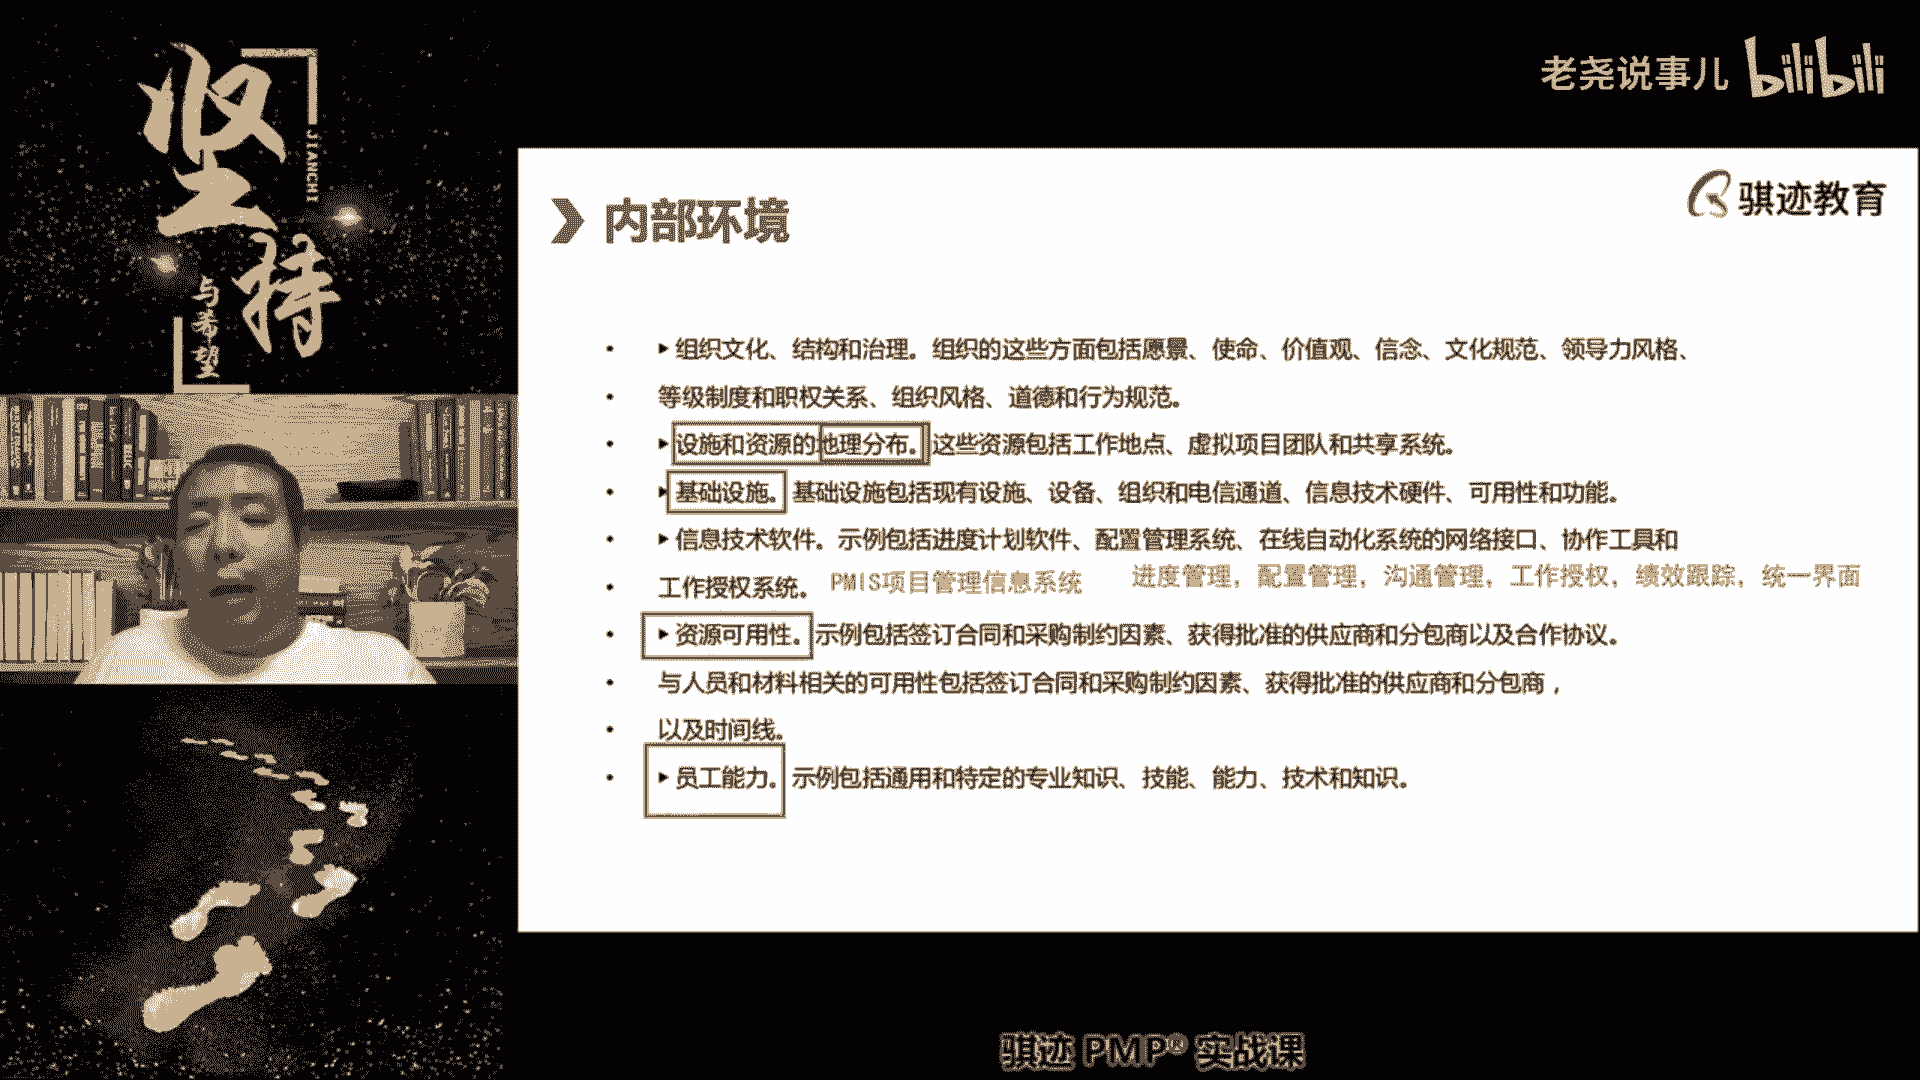 坚持
JIANCHI
与希望
老尧说事儿 bilibili
骐迹教育
内部环境
• ▶组织文化、结构和治理。组织的这些方面包括愿景、使命、价值观、信念、文化规范、领导力风格、
• 等级制度和职权关系、组织风格、道德和行为规范。
• ▶设施和资源的地理分布。这些资源包括工作地点、虚拟项目团队和共享系统。
• ▶基础设施。基础设施包括现有设施、设备、组织和电信通道、信息技术硬件、可用性和功能。
• ▶信息技术软件。示例包括进度计划软件、配置管理系统、在线自动化系统的网络接口、协作工具和
• 工作授权系统。 PMIS项目管理信息系统 进度管理，配置管理，沟通管理，工作授权，绩效跟踪，统一界面
• ▶资源可用性。示例包括签订合同和采购制约因素、获得批准的供应商和分包商以及合作协议。
• 与人员和材料相关的可用性包括签订合同和采购制约因素、获得批准的供应商和分包商，
• 以及时间线。
• ▶员工能力。示例包括通用和特定的专业知识、技能、能力、技术和知识。
骐迹 PMP® 实战课